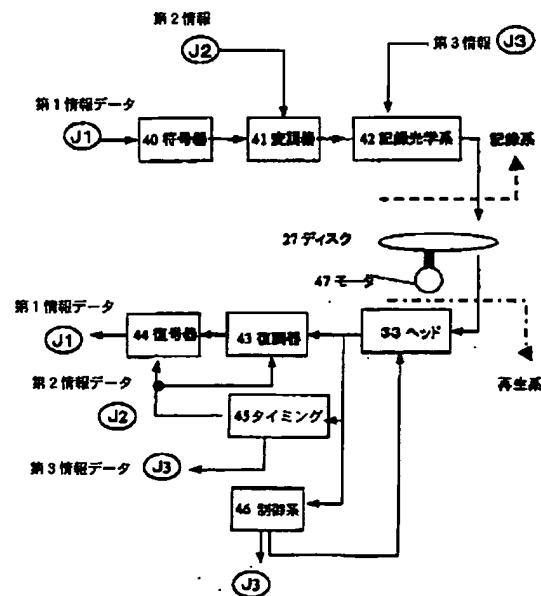 第2情報
J2
第3情報 J3
第1情報データ
J1
40 符号器
41 変調器
42 記録光学系
記録系
27 ディスク
47 モータ
第1情報データ
J1
44 復号器
43 復調器
33 ヘッド
再生系
第2情報データ
J2
45 タイミング
第3情報データ J3
46 制御系
J3